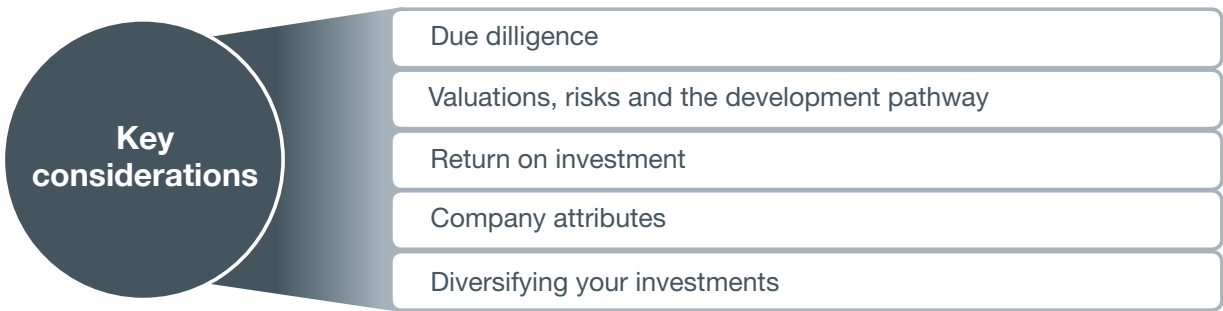 Key
considerations
Due dilligence
Valuations, risks and the development pathway
Return on investment
Company attributes
Diversifying your investments